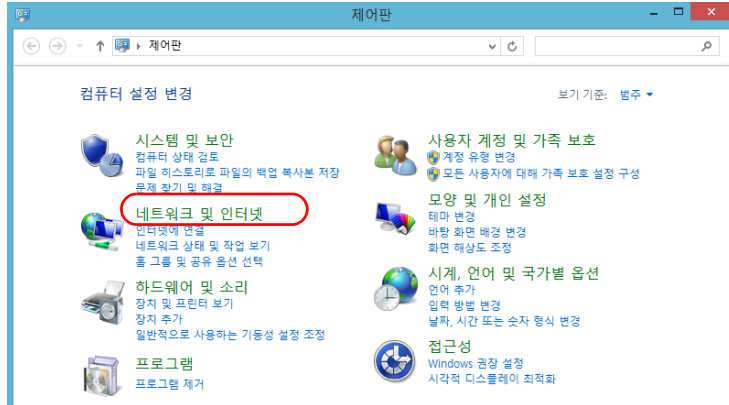 제어판
제어판
컴퓨터 설정 변경
보기 기준: 범주
시스템 및 보안
컴퓨터 상태 검토
파일 히스토리로 파일의 백업 복사본 저장
문제 찾기 및 해결
네트워크 및 인터넷
인터넷에 연결
네트워크 상태 및 작업 보기
홈 그룹 및 공유 옵션 선택
하드웨어 및 소리
장치 및 프린터 보기
장치 추가
일반적으로 사용하는 기동성 설정 조정
프로그램
프로그램 제거
사용자 계정 및 가족 보호
계정 유형 변경
모든 사용자에 대해 가족 보호 설정 구성
모양 및 개인 설정
테마 변경
바탕 화면 배경 변경
화면 해상도 조정
시계, 언어 및 국가별 옵션
언어 추가
입력 방법 변경
날짜, 시간 또는 숫자 형식 변경
접근성
Windows 권장 설정
시각적 디스플레이 최적화